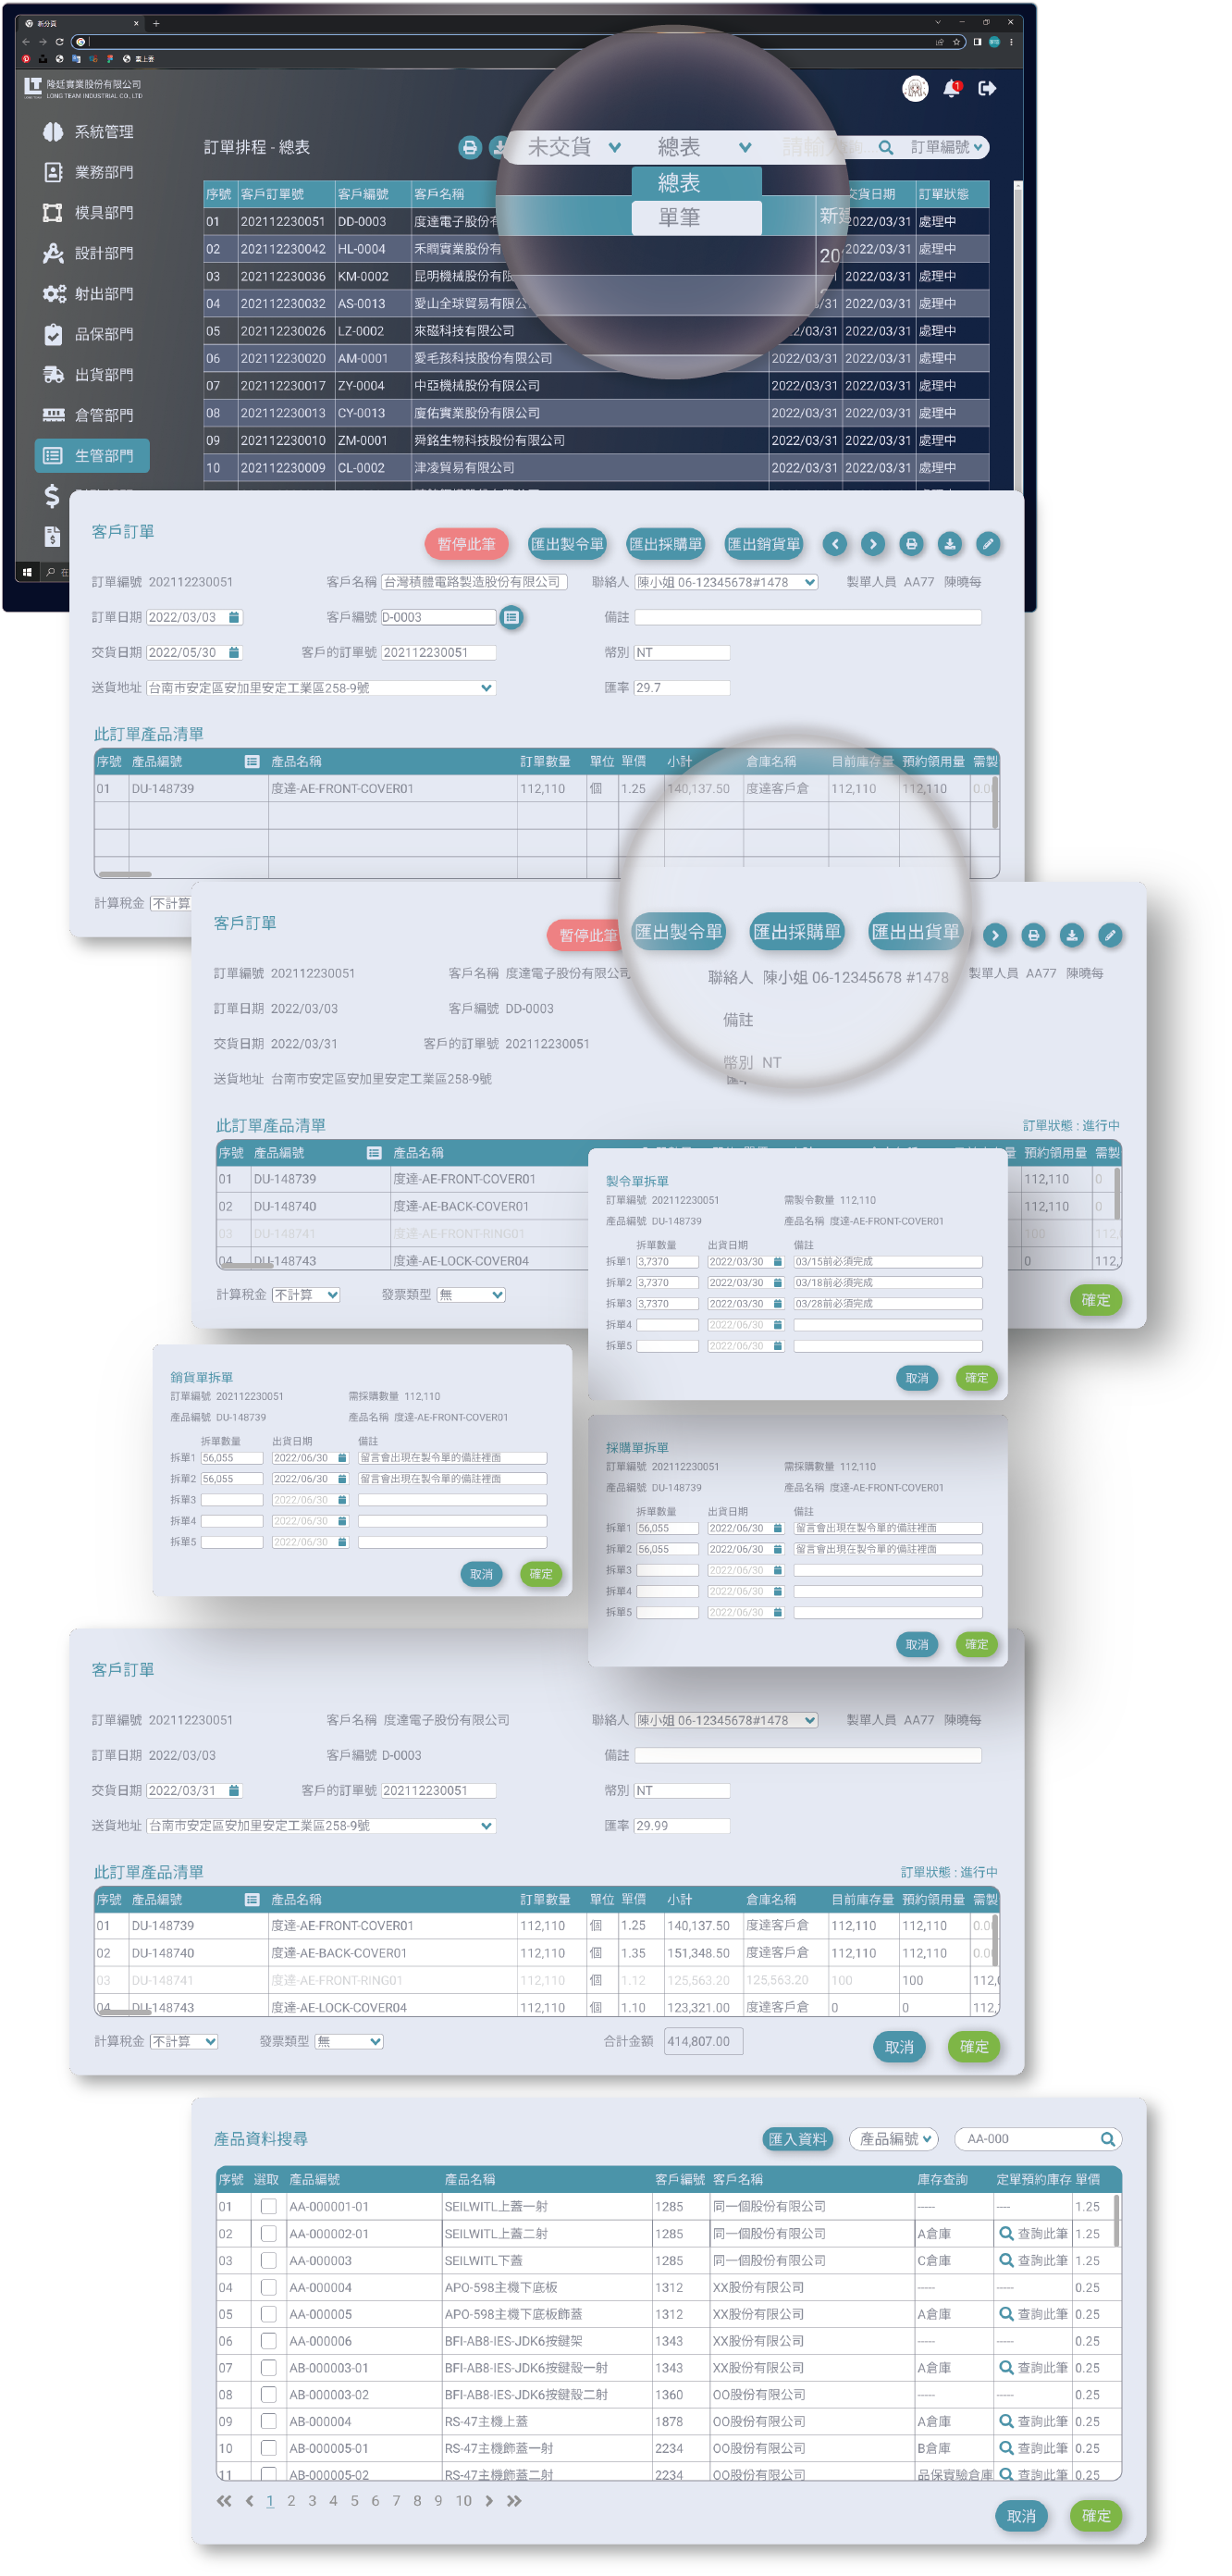 新分頁
蓋上蓋
隆廷實業股份有限公司
LONG TEAM INDUSTRIAL CO., LTD
1
系統管理
業務部門
模具部門
設計部門
射出部門
品保部門
出貨部門
倉管部門
生管部門
訂單排程 - 總表
未交貨 總表 訂單編號
總表
單筆
序號 客戶訂單號 客戶編號 客戶名稱 交貨日期 訂單狀態
01 202112230051 DD-0003 度達電子股份有 2022/03/31 處理中
02 202112230042 HL-0004 禾瞯實業股份有 2022/03/31 處理中
03 202112230036 KM-0002 昆明機械股份有限 2022/03/31 處理中
04 202112230032 AS-0013 愛山全球貿易有限公 /31 2022/03/31 處理中
05 202112230026 LZ-0002 來磁科技有限公司 2/03/31 2022/03/31 處理中
06 202112230020 AM-0001 愛毛孩科技股份有限公司 2022/03/31 2022/03/31 處理中
07 202112230017 ZY-0004 中亞機械股份有限公司 2022/03/31 2022/03/31 處理中
08 202112230013 CY-0013 廈佑實業股份有限公司 2022/03/31 2022/03/31 處理中
09 202112230010 ZM-0001 舜銘生物科技股份有限公司 2022/03/31 2022/03/31 處理中
10 202112230009 CL-0002 津凌貿易有限公司 2022/03/31 2022/03/31 處理中
客戶訂單
暫停此筆 匯出製令單 匯出採購單 匯出銷貨單
訂單編號 202112230051 客戶名稱 台灣積體電路製造股份有限公司 聯絡人 陳小姐 06-12345678#1478 製單人員 AA77 陳曉每
訂單日期 2022/03/03 客戶編號 D-0003 備註
交貨日期 2022/05/30 客戶的訂單號 202112230051 幣別 NT
送貨地址 台南市安定區安加里安定工業區258-9號 匯率 29.7
此訂單產品清單
序號 產品編號 產品名稱 訂單數量 單位 單價 小計 倉庫名稱 目前庫存量 預約領用量 需製
01 DU-148739 度達-AE-FRONT-COVER01 112,110 個 1.25 140,137.50 度達客戶倉 112,110 112,110 0.0
計算稅金 不計算
客戶訂單
暫停此筆 匯出製令單 匯出採購單 匯出出貨單
訂單編號 202112230051 客戶名稱 度達電子股份有限公司 聯絡人 陳小姐 06-12345678 #1478 製單人員 AA77 陳曉每
訂單日期 2022/03/03 客戶編號 DD-0003 備註
交貨日期 2022/03/31 客戶的訂單號 202112230051 幣別 NT
送貨地址 台南市安定區安加里安定工業區258-9號
此訂單產品清單 訂單狀態 : 進行中
序號 產品編號 產品名稱 預約領用量 需製
01 DU-148739 度達-AE-FRONT-COVER01 112,110 0
02 DU-148740 度達-AE-BACK-COVER01 112,110 0
03 DU-148741 度達-AE-FRONT-RING01 100 112,
04 DU-148743 度達-AE-LOCK-COVER04 0 112,
計算稅金 不計算 發票類型 無
確定
製令單拆單
訂單編號 202112230051 需製令數量 112,110
產品編號 DU-148739 產品名稱 度達-AE-FRONT-COVER01
拆單數量 出貨日期 備註
拆單1 3,7370 2022/03/30 03/15前必須完成
拆單2 3,7370 2022/03/30 03/18前必須完成
拆單3 3,7370 2022/03/30 03/28前必須完成
拆單4 2022/06/30
拆單5 2022/06/30
取消 確定
銷貨單拆單
訂單編號 202112230051 需採購數量 112,110
產品編號 DU-148739 產品名稱 度達-AE-FRONT-COVER01
拆單數量 出貨日期 備註
拆單1 56,055 2022/06/30 留言會出現在製令單的備註裡面
拆單2 56,055 2022/06/30 留言會出現在製令單的備註裡面
拆單3 2022/06/30
拆單4 2022/06/30
拆單5 2022/06/30
取消 確定
採購單拆單
訂單編號 202112230051 需採購數量 112,110
產品編號 DU-148739 產品名稱 度達-AE-FRONT-COVER01
拆單數量 出貨日期 備註
拆單1 56,055 2022/06/30 留言會出現在製令單的備註裡面
拆單2 56,055 2022/06/30 留言會出現在製令單的備註裡面
拆單3 2022/06/30
拆單4 2022/06/30
拆單5 2022/06/30
取消 確定
客戶訂單
訂單編號 202112230051 客戶名稱 度達電子股份有限公司 聯絡人 陳小姐 06-12345678#1478 製單人員 AA77 陳曉每
訂單日期 2022/03/03 客戶編號 D-0003 備註
交貨日期 2022/03/31 客戶的訂單號 202112230051 幣別 NT
送貨地址 台南市安定區安加里安定工業區258-9號 匯率 29.99
此訂單產品清單 訂單狀態 : 進行中
序號 產品編號 產品名稱 訂單數量 單位 單價 小計 倉庫名稱 目前庫存量 預約領用量 需製
01 DU-148739 度達-AE-FRONT-COVER01 112,110 個 1.25 140,137.50 度達客戶倉 112,110 112,110 0.0
02 DU-148740 度達-AE-BACK-COVER01 112,110 個 1.35 151,348.50 度達客戶倉 112,110 112,110 0.0
03 DU-148741 度達-AE-FRONT-RING01 112,110 個 1.12 125,563.20 125,563.20 100 100 112,
04 DU-148743 度達-AE-LOCK-COVER04 112,110 個 1.10 123,321.00 度達客戶倉 0 0 112,
計算稅金 不計算 發票類型 無 合計金額 414,807.00 取消 確定
產品資料搜尋 匯入資料 產品編號 AA-000
序號 選取 產品編號 產品名稱 客戶編號 客戶名稱 庫存查詢 定單預約庫存 單價
01 AA-000001-01 SEILWITL上蓋一射 1285 同一個股份有限公司 ----- ---- 1.25
02 AA-000002-01 SEILWITL上蓋二射 1285 同一個股份有限公司 A倉庫 查詢此筆 1.25
03 AA-000003 SEILWITL下蓋 1285 同一個股份有限公司 C倉庫 查詢此筆 1.25
04 AA-000004 APO-598主機下底板 1312 XX股份有限公司 ----- ----- 0.25
05 AA-000005 APO-598主機下底板飾蓋 1312 XX股份有限公司 A倉庫 查詢此筆 0.25
06 AA-000006 BFI-AB8-IES-JDK6按鍵架 1343 XX股份有限公司 ----- ----- 0.25
07 AB-000003-01 BFI-AB8-IES-JDK6按鍵殼一射 1343 XX股份有限公司 A倉庫 查詢此筆 0.25
08 AB-000003-02 BFI-AB8-IES-JDK6按鍵殼二射 1360 OO股份有限公司 ----- ----- 0.25
09 AB-000004 RS-47主機上蓋 1878 OO股份有限公司 A倉庫 查詢此筆 0.25
10 AB-000005-01 RS-47主機飾蓋一射 2234 OO股份有限公司 B倉庫 查詢此筆 0.25
11 AB-000005-02 RS-47主機飾蓋二射 2234 OO股份有限公司 品保實驗倉庫 查詢此筆 0.25
1 2 3 4 5 6 7 8 9 10
取消 確定